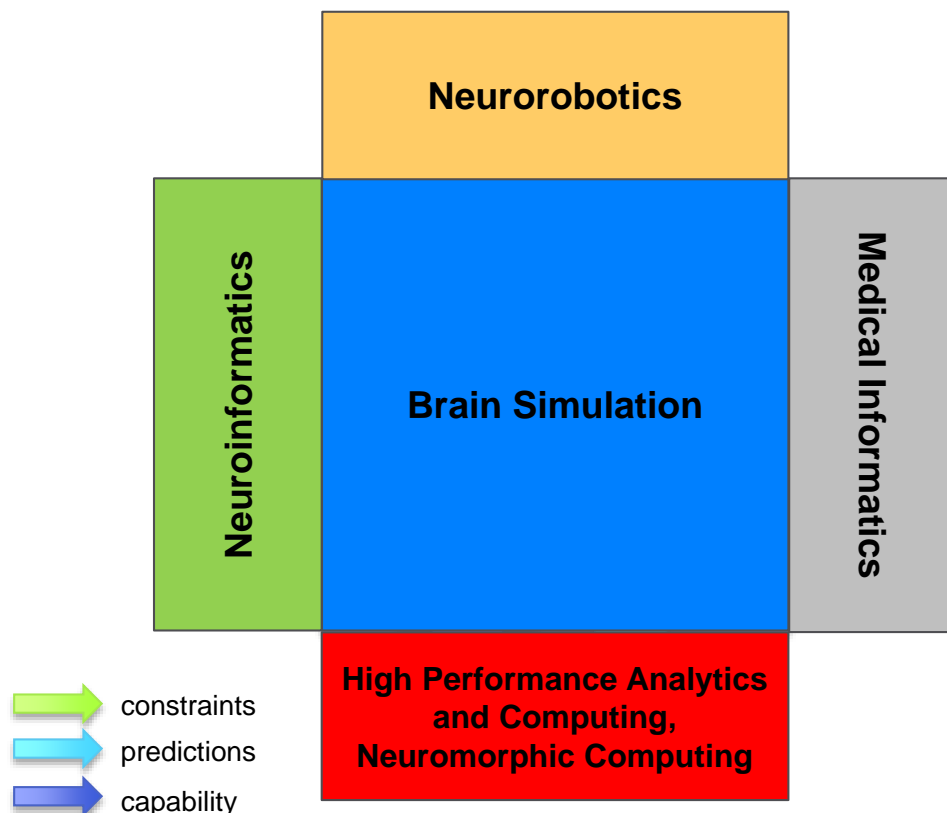 Neurorobotics
Neuroinformatics
Brain Simulation
Medical Informatics
High Performance Analytics
and Computing,
Neuromorphic Computing
constraints
predictions
capability